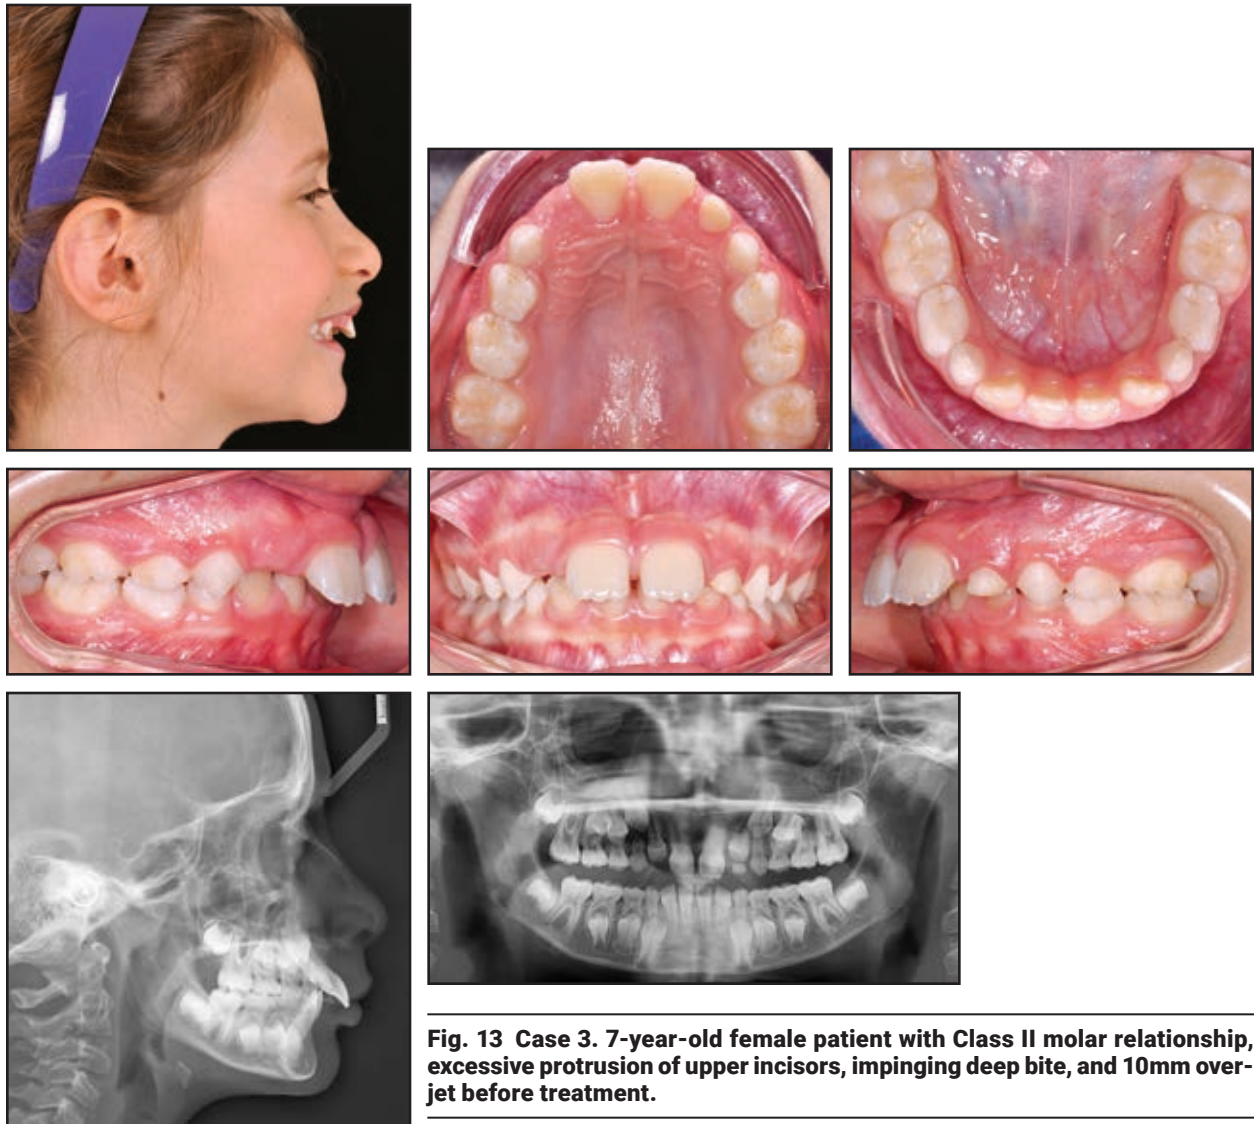 Fig. 13 Case 3. 7-year-old female patient with Class II molar relationship,
excessive protrusion of upper incisors, impinging deep bite, and 10mm over-
jet before treatment.